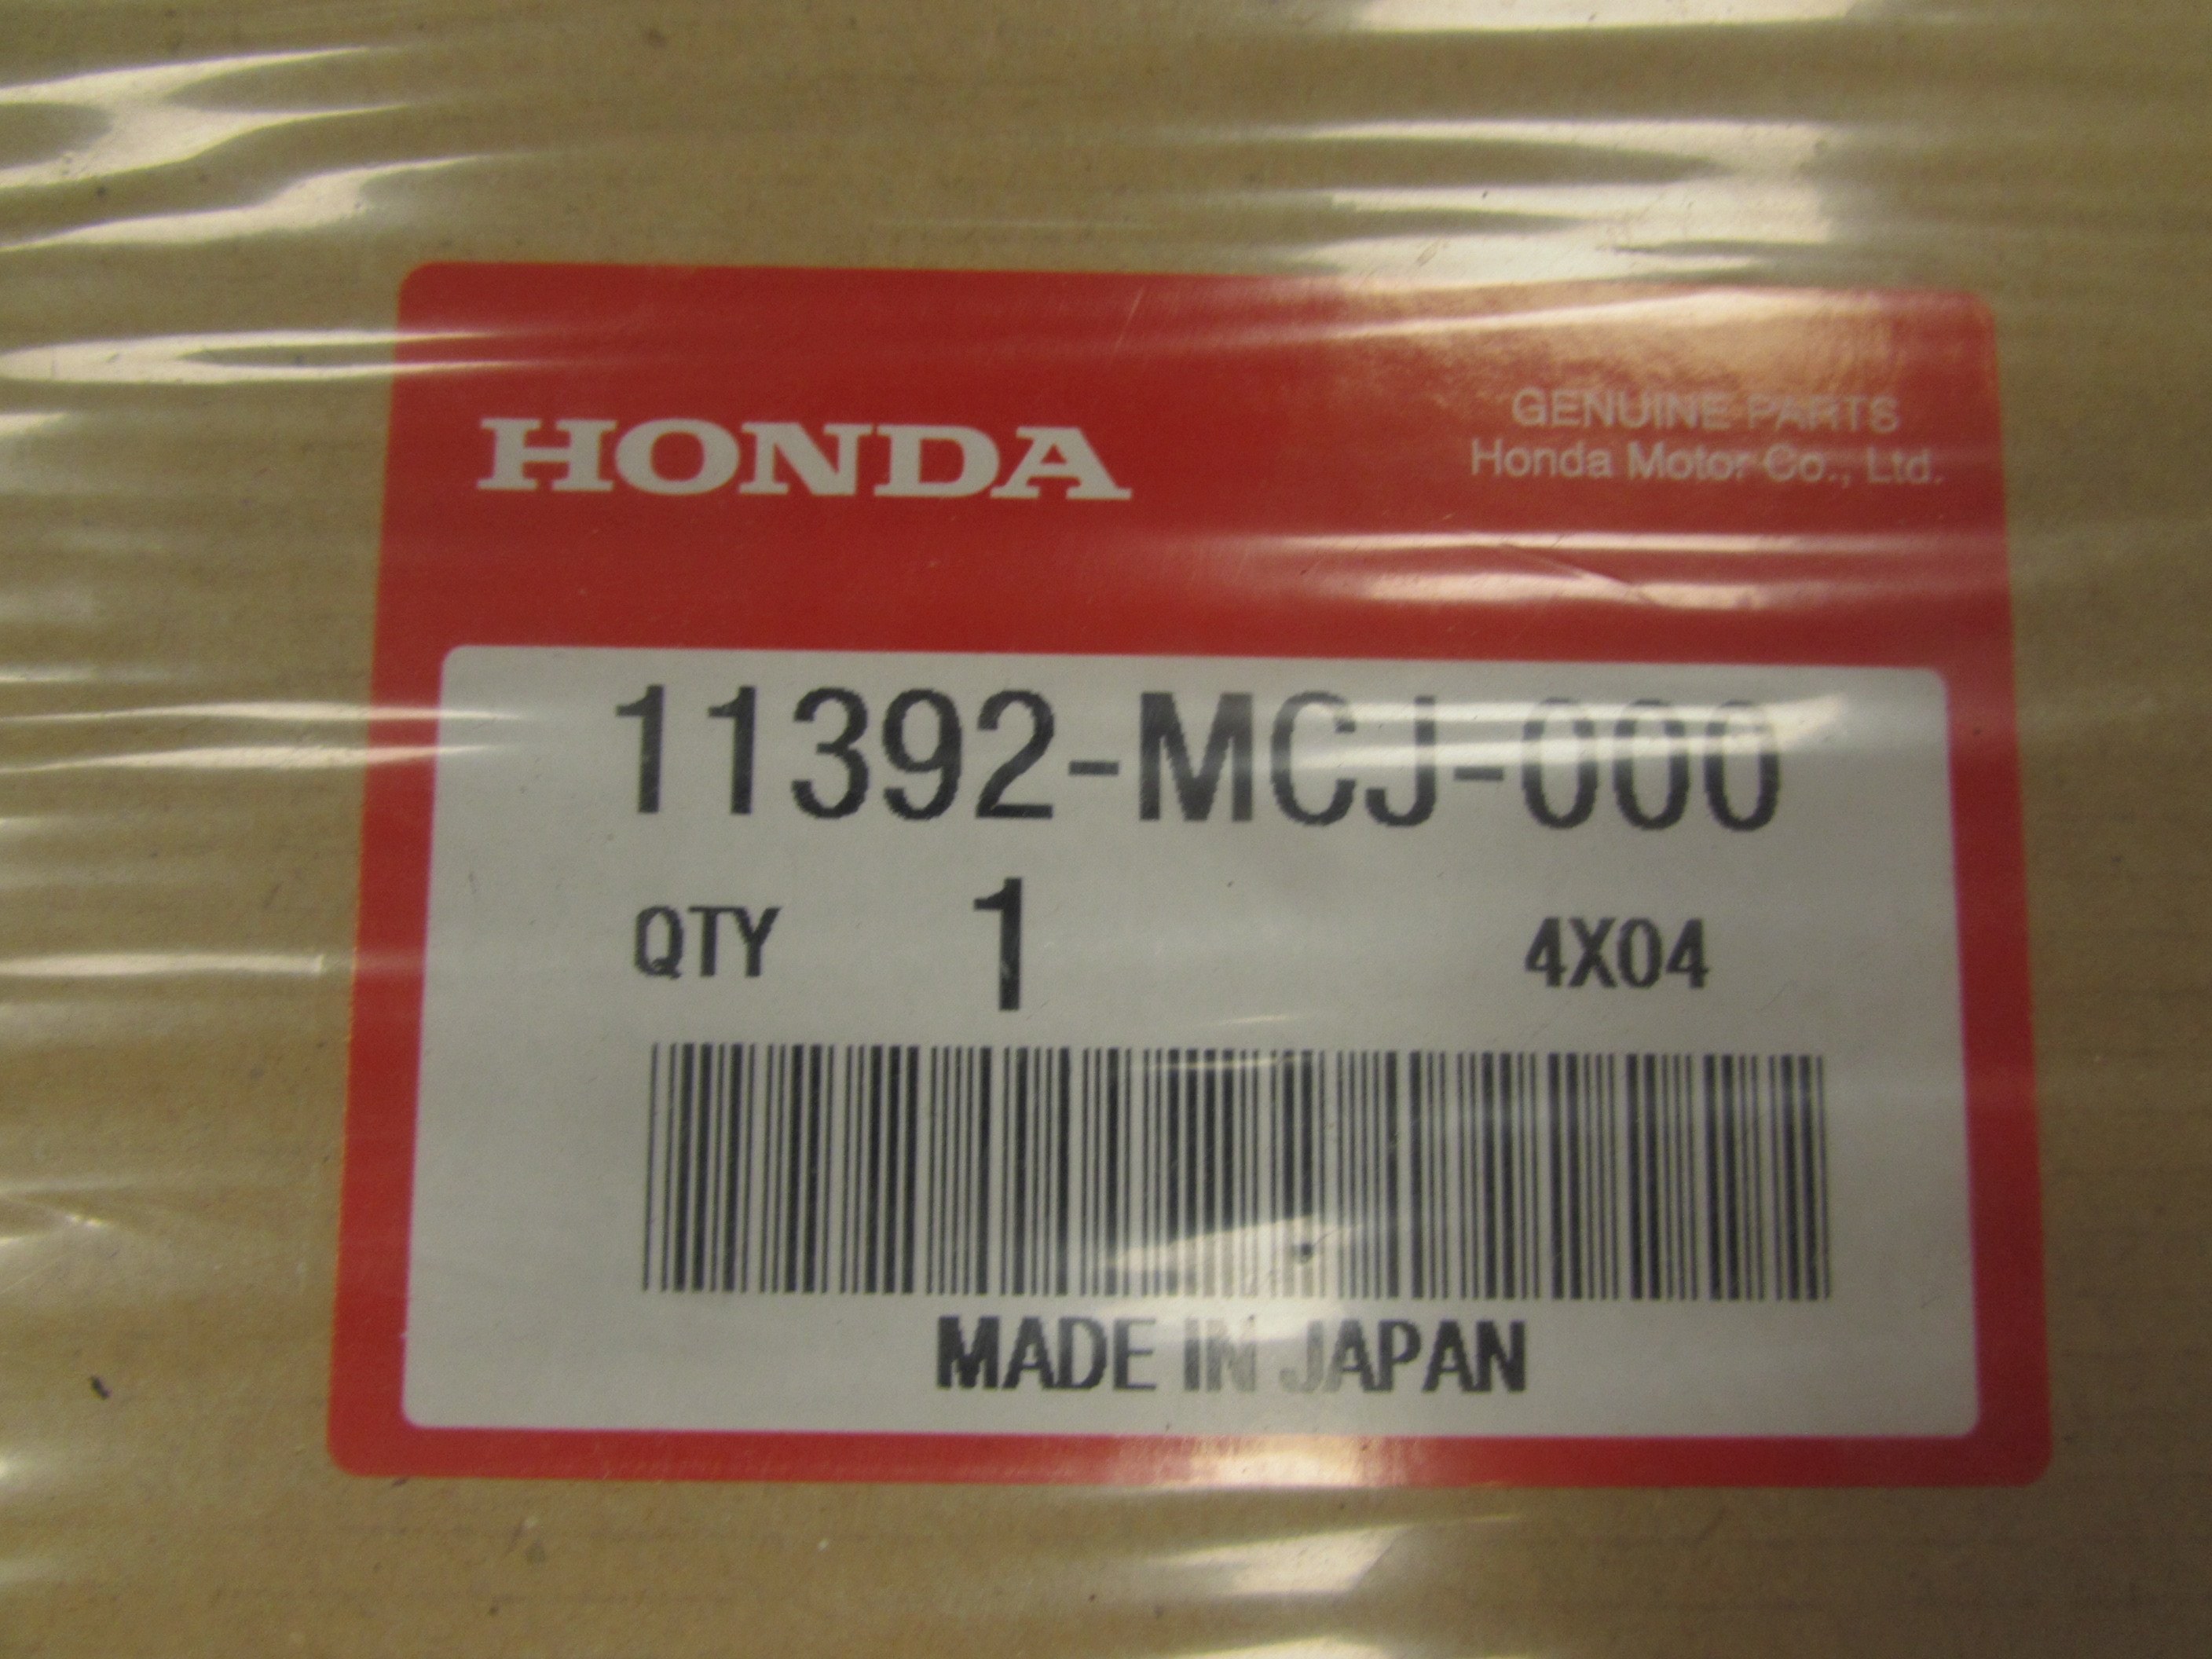 HONDA
GENUINE PARTS
Honda Motor Co., Ltd.
11392-MCJ-000
QTY 1 4X04
MADE IN JAPAN